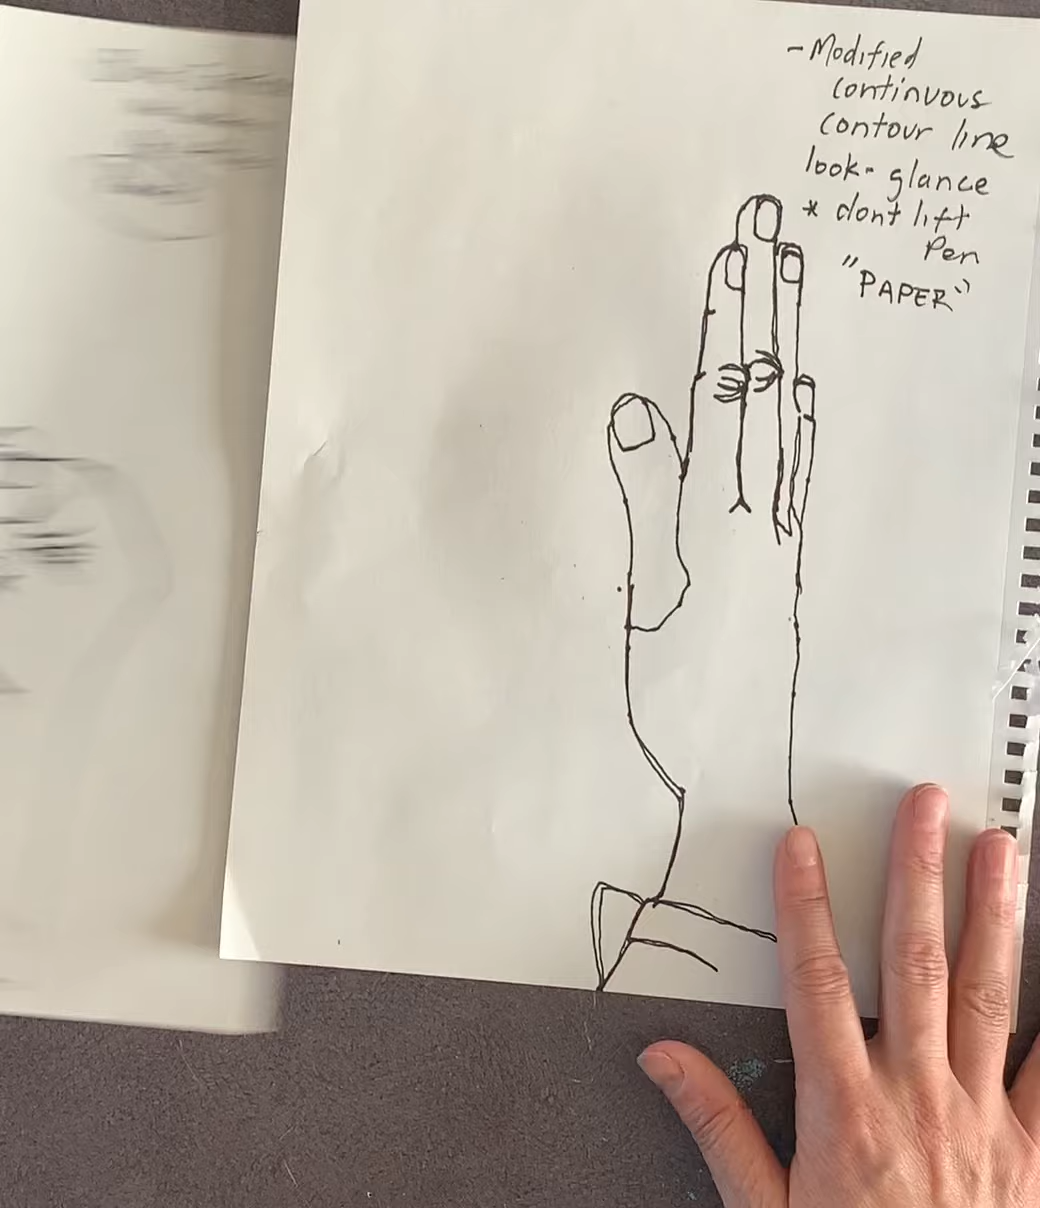 - Modified
continuous
contour line
look - glance
* dont lift
Pen
"PAPER"